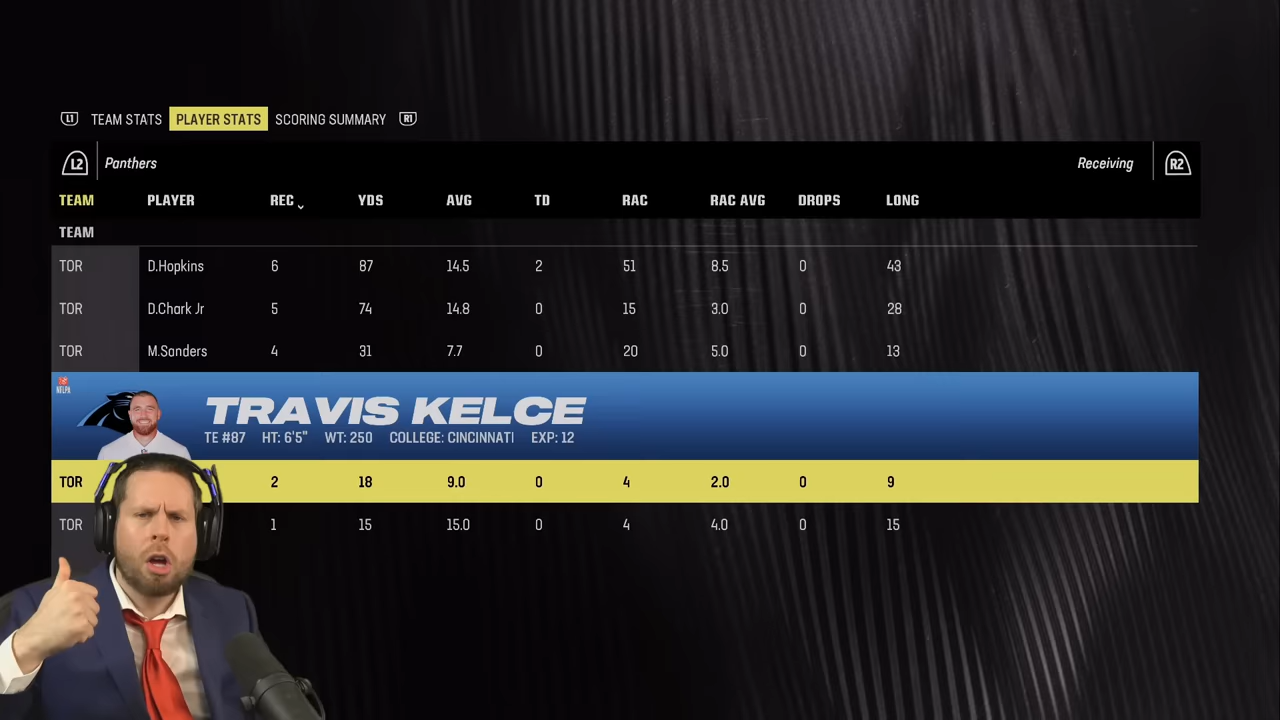 L1 TEAM STATS PLAYER STATS SCORING SUMMARY R1
L2 Panthers Receiving R2
TEAM PLAYER REC YDS AVG TD RAC RAC AVG DROPS LONG
TEAM
TOR D.Hopkins 6 87 14.5 2 51 8.5 0 43
TOR D.Chark Jr 5 74 14.8 0 15 3.0 0 28
TOR M.Sanders 4 31 7.7 0 20 5.0 0 13
NFLPA
TRAVIS KELCE
TE #87 HT: 6'5" WT: 250 COLLEGE: CINCINNATI EXP: 12
TOR 2 18 9.0 0 4 2.0 0 9
TOR 1 15 15.0 0 4 4.0 0 15